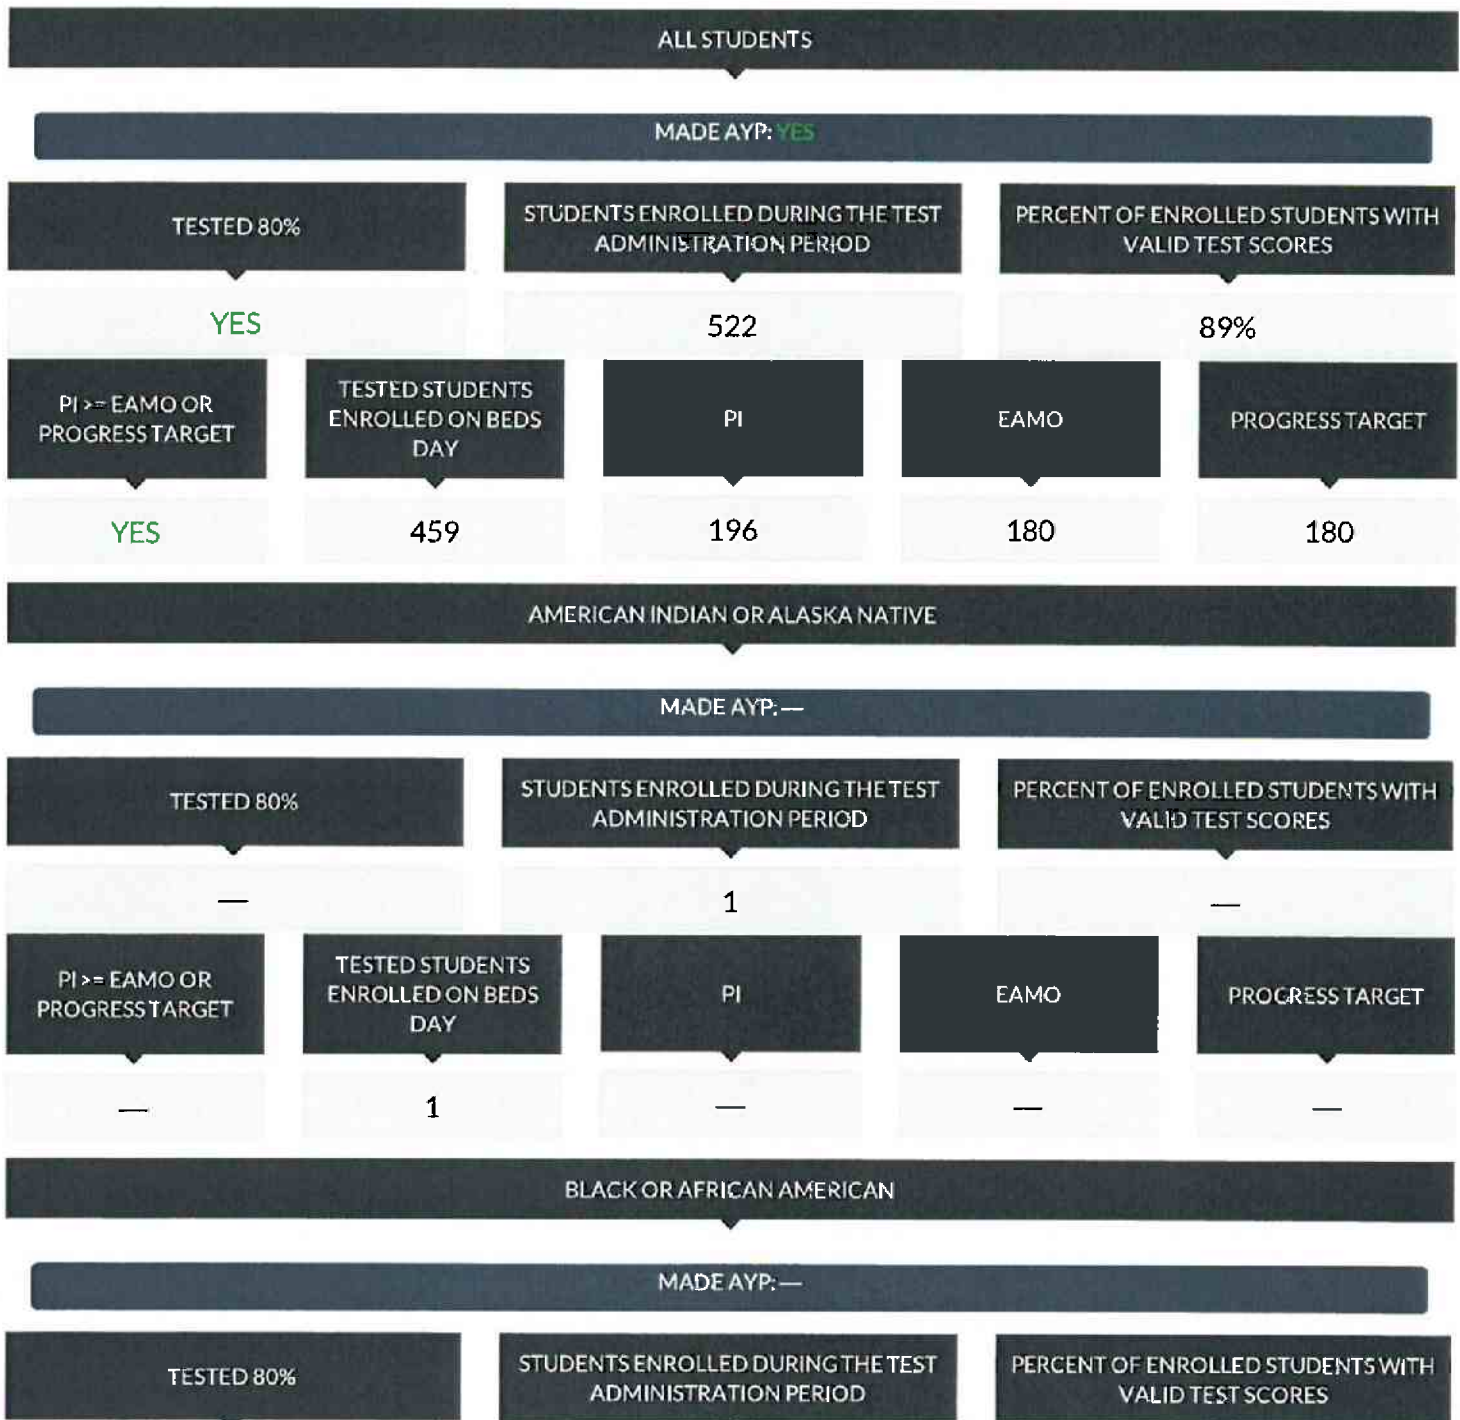 ALL STUDENTS
MADE AYP: YES
TESTED 80%
STUDENTS ENROLLED DURING THE TEST
ADMINISTRATION PERIOD
PERCENT OF ENROLLED STUDENTS WITH
VALID TEST SCORES
YES
522
89%
PI >= EAMO OR
PROGRESS TARGET
TESTED STUDENTS
ENROLLED ON BEDS
DAY
PI
EAMO
PROGRESS TARGET
YES
459
196
180
180
AMERICAN INDIAN OR ALASKA NATIVE
MADE AYP: —
TESTED 80%
STUDENTS ENROLLED DURING THE TEST
ADMINISTRATION PERIOD
PERCENT OF ENROLLED STUDENTS WITH
VALID TEST SCORES
—
1
—
PI >= EAMO OR
PROGRESS TARGET
TESTED STUDENTS
ENROLLED ON BEDS
DAY
PI
EAMO
PROGRESS TARGET
—
1
—
—
—
BLACK OR AFRICAN AMERICAN
MADE AYP: —
TESTED 80%
STUDENTS ENROLLED DURING THE TEST
ADMINISTRATION PERIOD
PERCENT OF ENROLLED STUDENTS WITH
VALID TEST SCORES